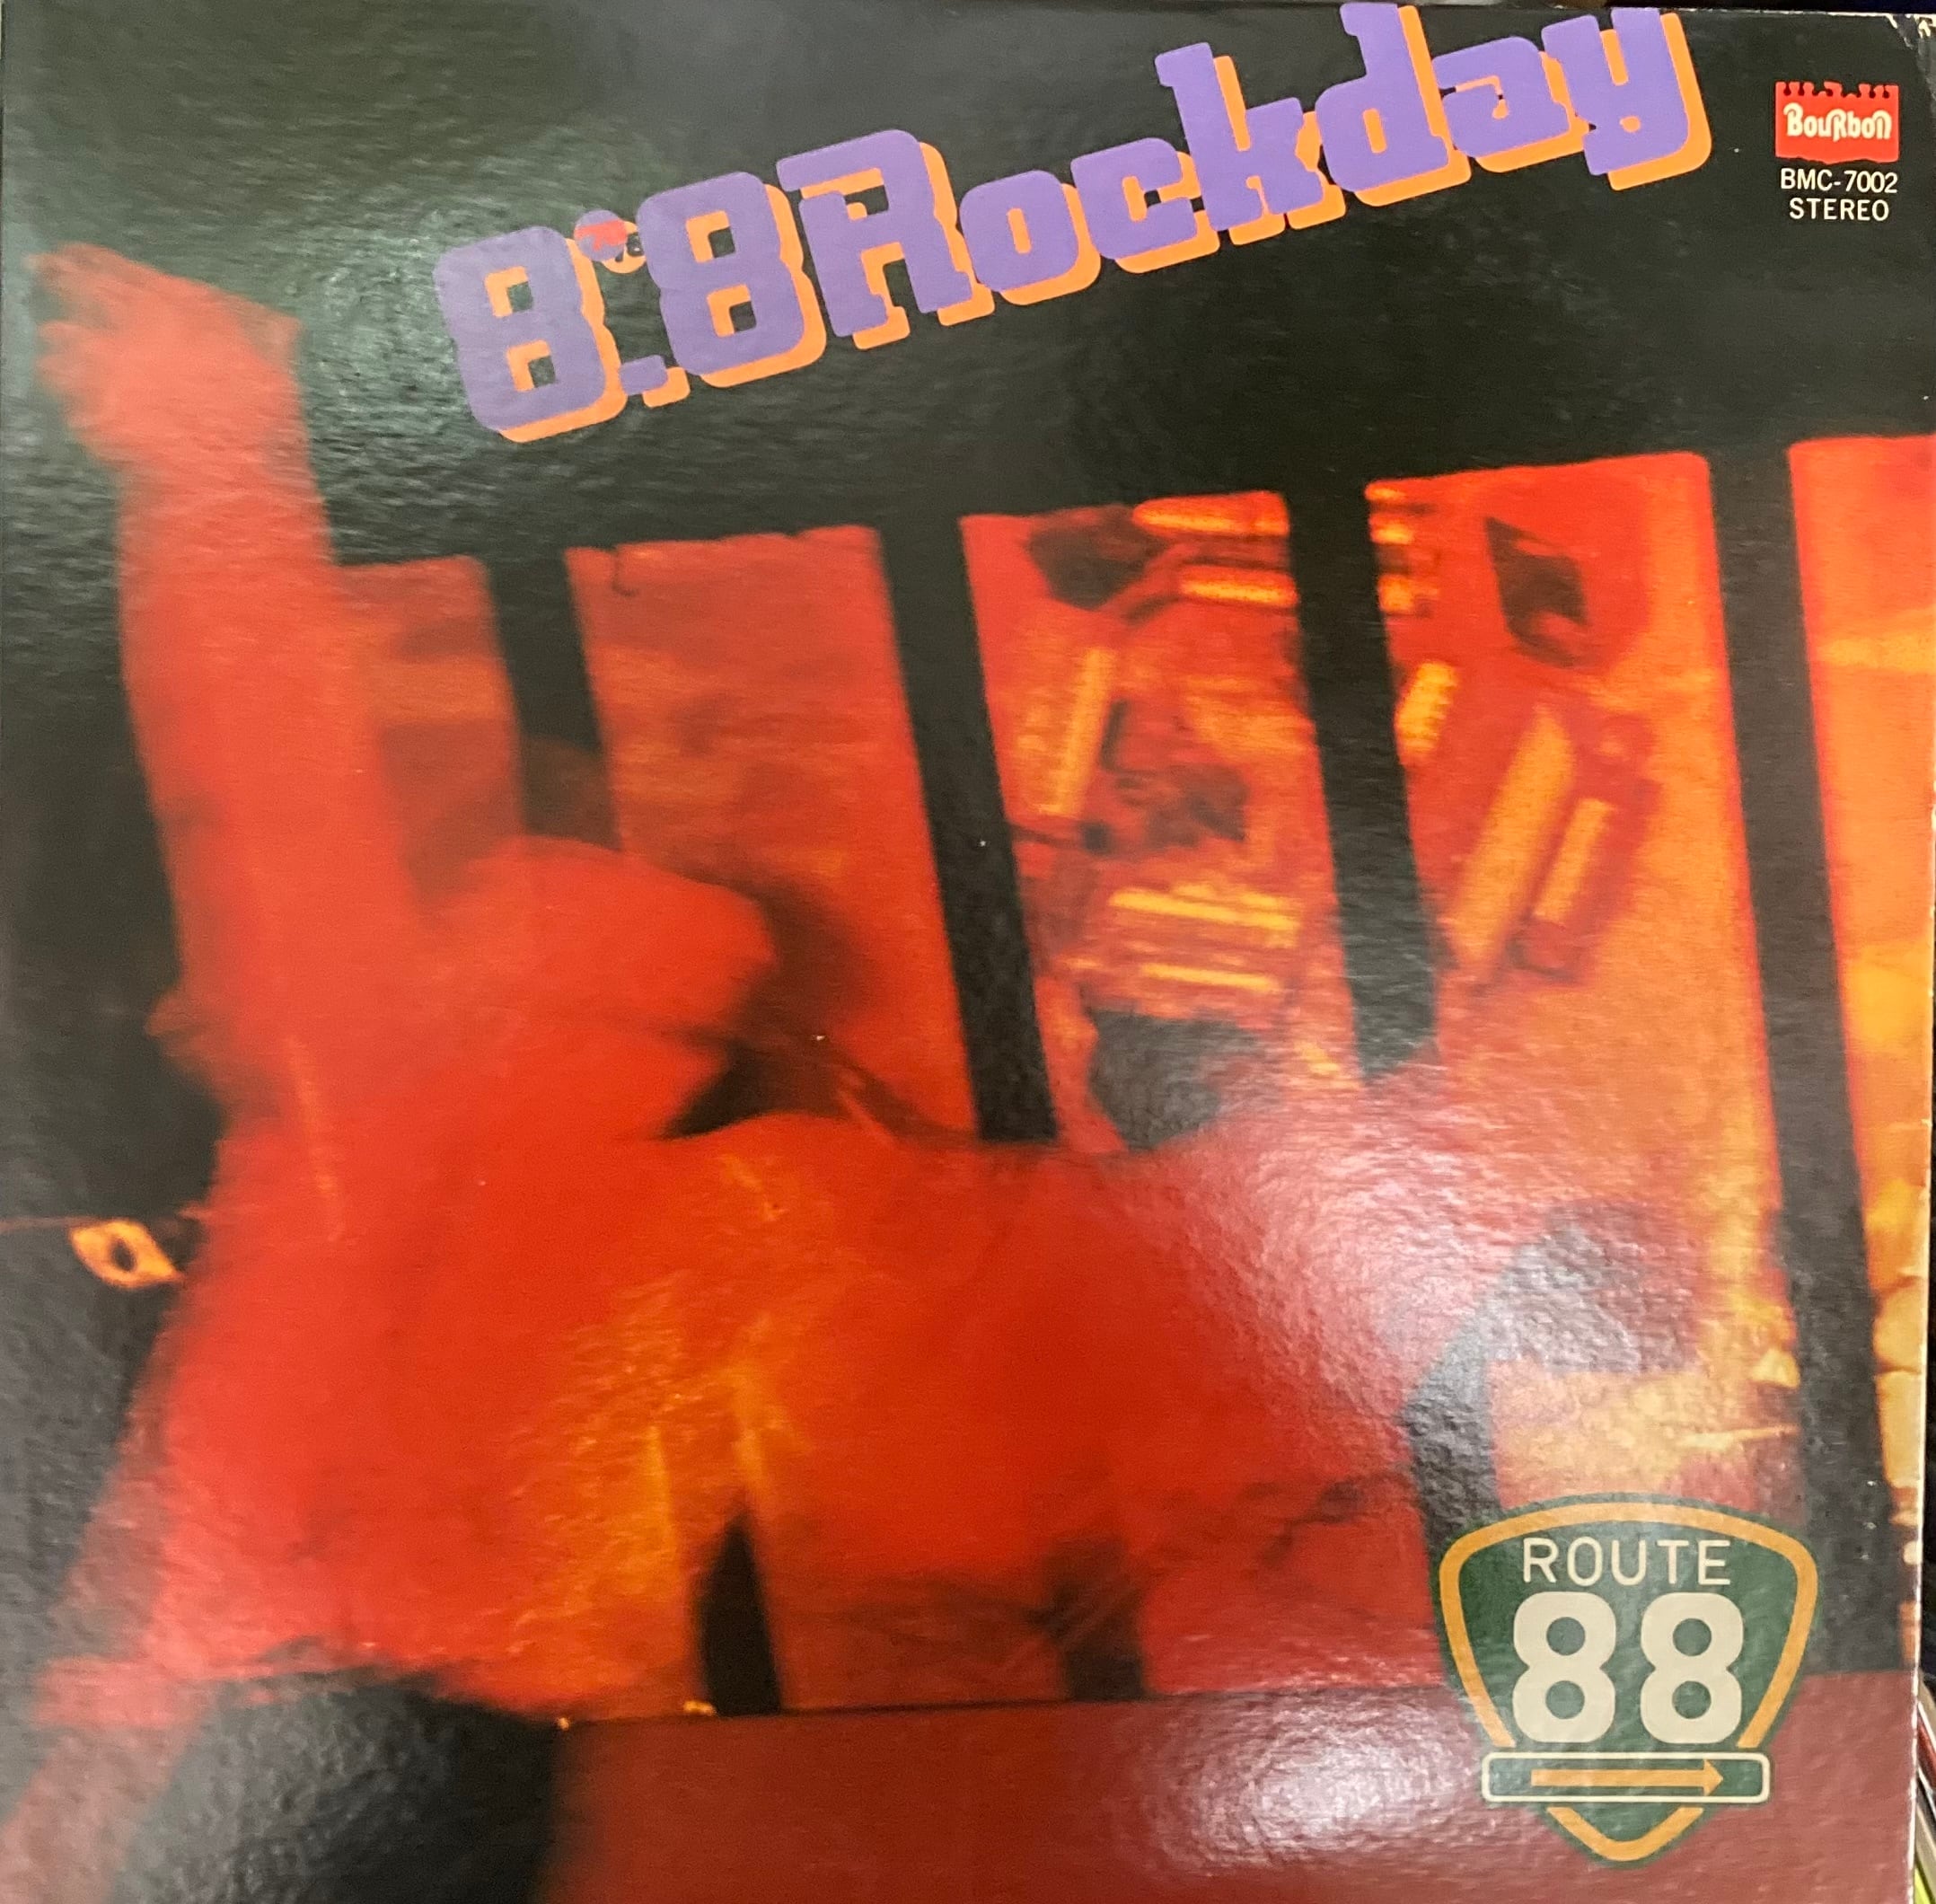 8.8Rockday
BouRbon
BMC-7002
STEREO
ROUTE
88